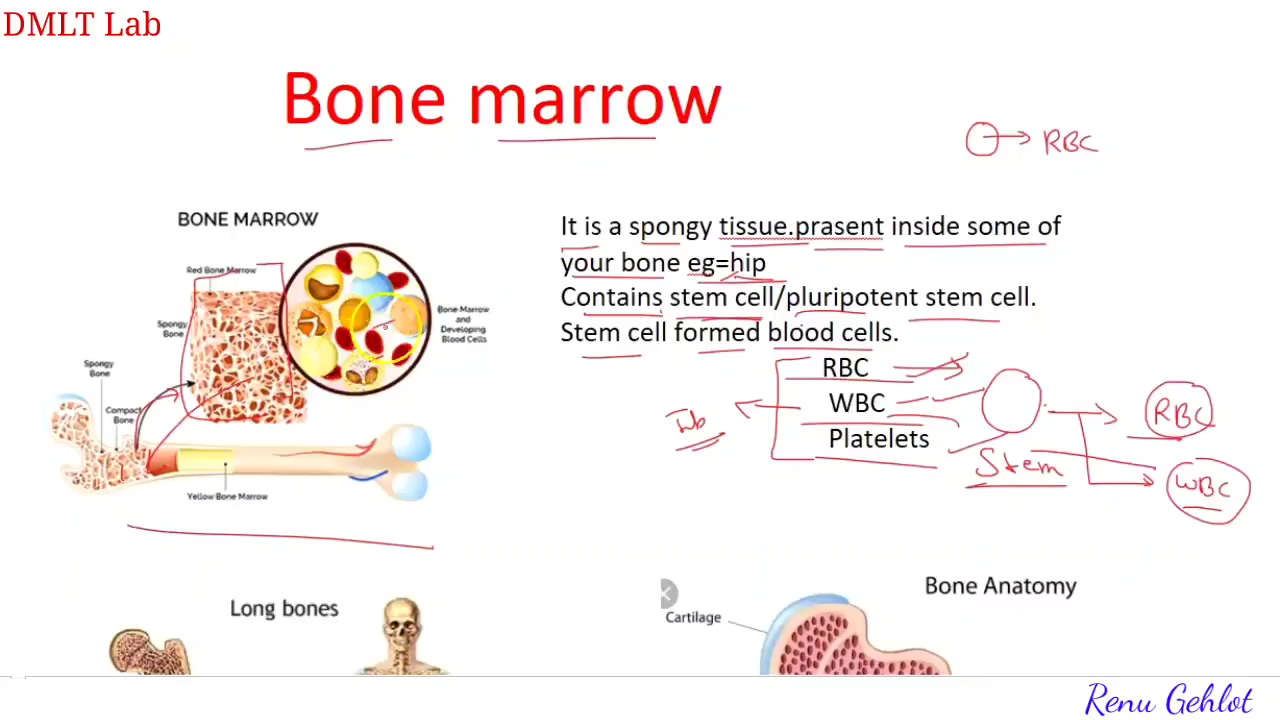 DMLT Lab
Bone marrow
RBC
BONE MARROW
Red Bone Marrow
Spongy
Bone
Bone Marrow
and
Developing
Blood Cells
Spongy
Bone
Compact
Bone
Yellow Bone Marrow
It is a spongy tissue.prasent inside some of
your bone eg=hip
Contains stem cell/pluripotent stem cell.
Stem cell formed blood cells.
RBC
WBC
Platelets
Stem
RBC
WBC
Long bones
Bone Anatomy
Cartilage
Renu Gehlot